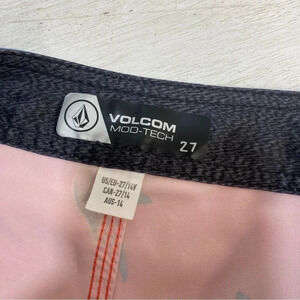 VOLCOM
MOD-TECH
27
US/EU-27/14Y
CAN-27/14
AUS-14